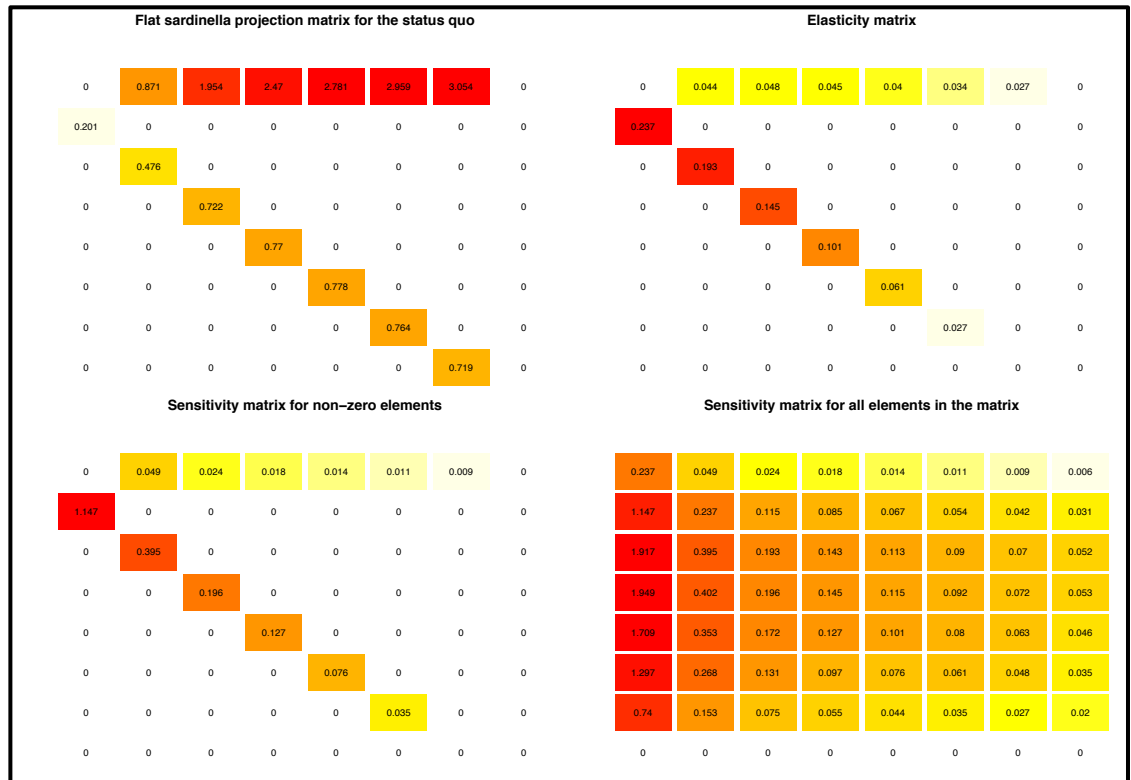 Flat sardinella projection matrix for the status quo
0 0.871 1.954 2.47 2.781 2.959 3.054 0
0.201 0 0 0 0 0 0 0
0 0.476 0 0 0 0 0 0
0 0 0.722 0 0 0 0 0
0 0 0 0.77 0 0 0 0
0 0 0 0 0.778 0 0 0
0 0 0 0 0 0.764 0 0
0 0 0 0 0 0 0.719 0
Elasticity matrix
0 0.044 0.048 0.045 0.04 0.034 0.027 0
0.237 0 0 0 0 0 0 0
0 0.193 0 0 0 0 0 0
0 0 0.145 0 0 0 0 0
0 0 0 0.101 0 0 0 0
0 0 0 0 0.061 0 0 0
0 0 0 0 0 0.027 0 0
0 0 0 0 0 0 0 0
Sensitivity matrix for non−zero elements
0 0.049 0.024 0.018 0.014 0.011 0.009 0
1.147 0 0 0 0 0 0 0
0 0.395 0 0 0 0 0 0
0 0 0.196 0 0 0 0 0
0 0 0 0.127 0 0 0 0
0 0 0 0 0.076 0 0 0
0 0 0 0 0 0.035 0 0
0 0 0 0 0 0 0 0
Sensitivity matrix for all elements in the matrix
0.237 0.049 0.024 0.018 0.014 0.011 0.009 0.006
1.147 0.237 0.115 0.085 0.067 0.054 0.042 0.031
1.917 0.395 0.193 0.143 0.113 0.09 0.07 0.052
1.949 0.402 0.196 0.145 0.115 0.092 0.072 0.053
1.709 0.353 0.172 0.127 0.101 0.08 0.063 0.046
1.297 0.268 0.131 0.097 0.076 0.061 0.048 0.035
0.74 0.153 0.075 0.055 0.044 0.035 0.027 0.02
0 0 0 0 0 0 0 0